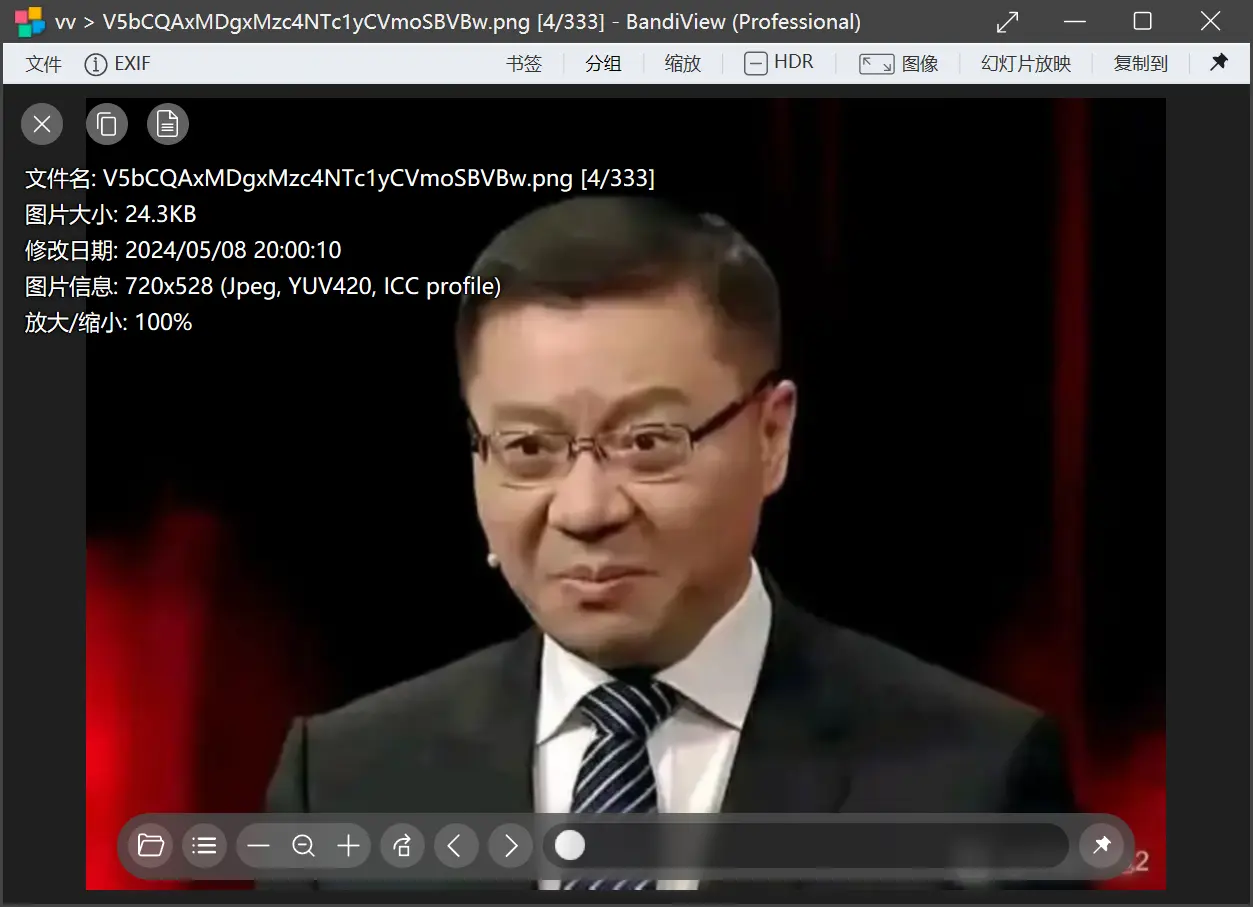 vv > V5bCQAxMDgxMzc4NTc1yCVmoSBVBw.png [4/333] - BandiView (Professional)
文件 EXIF 书签 分组 缩放 HDR 图像 幻灯片放映 复制到
文件名: V5bCQAxMDgxMzc4NTc1yCVmoSBVBw.png [4/333]
图片大小: 24.3KB
修改日期: 2024/05/08 20:00:10
图片信息: 720x528 (Jpeg, YUV420, ICC profile)
放大/缩小: 100%